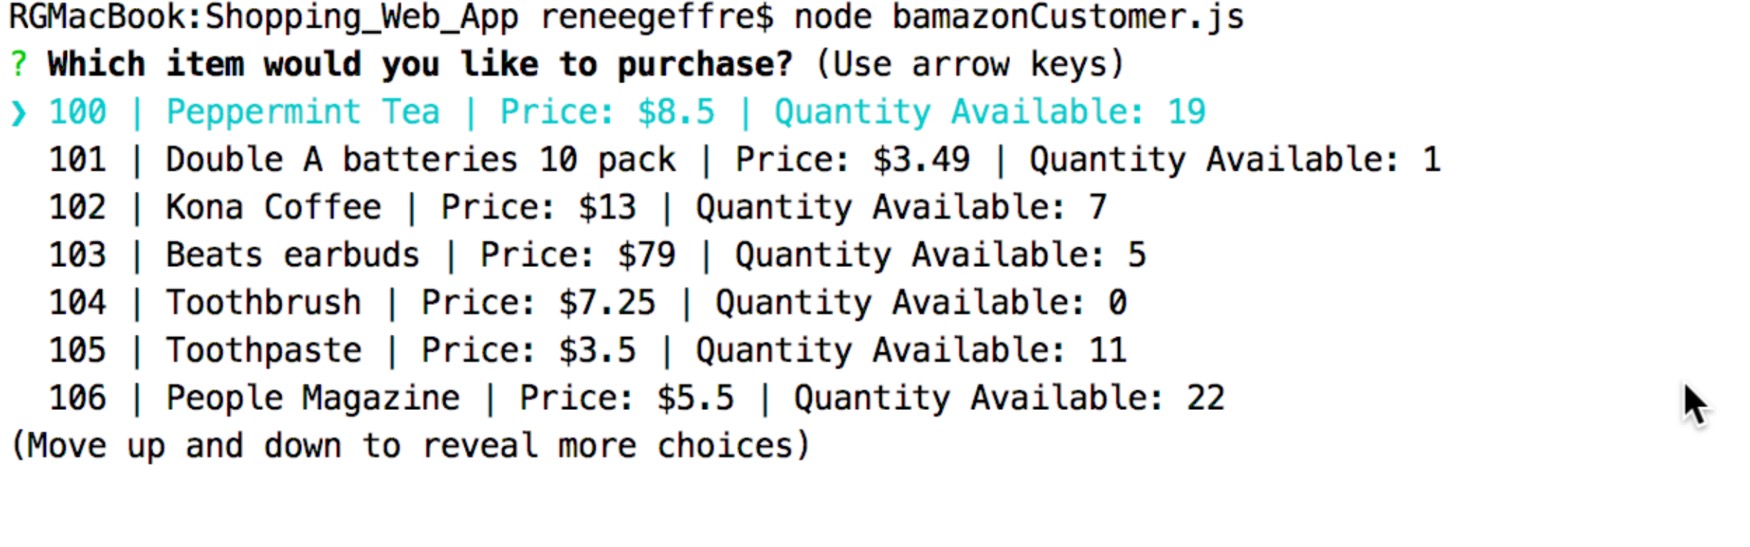 RGMacBook:Shopping_Web_App reneegeffre$ node bamazonCustomer.js
? Which item would you like to purchase? (Use arrow keys)
❯ 100 | Peppermint Tea | Price: $8.5 | Quantity Available: 19
101 | Double A batteries 10 pack | Price: $3.49 | Quantity Available: 1
102 | Kona Coffee | Price: $13 | Quantity Available: 7
103 | Beats earbuds | Price: $79 | Quantity Available: 5
104 | Toothbrush | Price: $7.25 | Quantity Available: 0
105 | Toothpaste | Price: $3.5 | Quantity Available: 11
106 | People Magazine | Price: $5.5 | Quantity Available: 22
(Move up and down to reveal more choices)